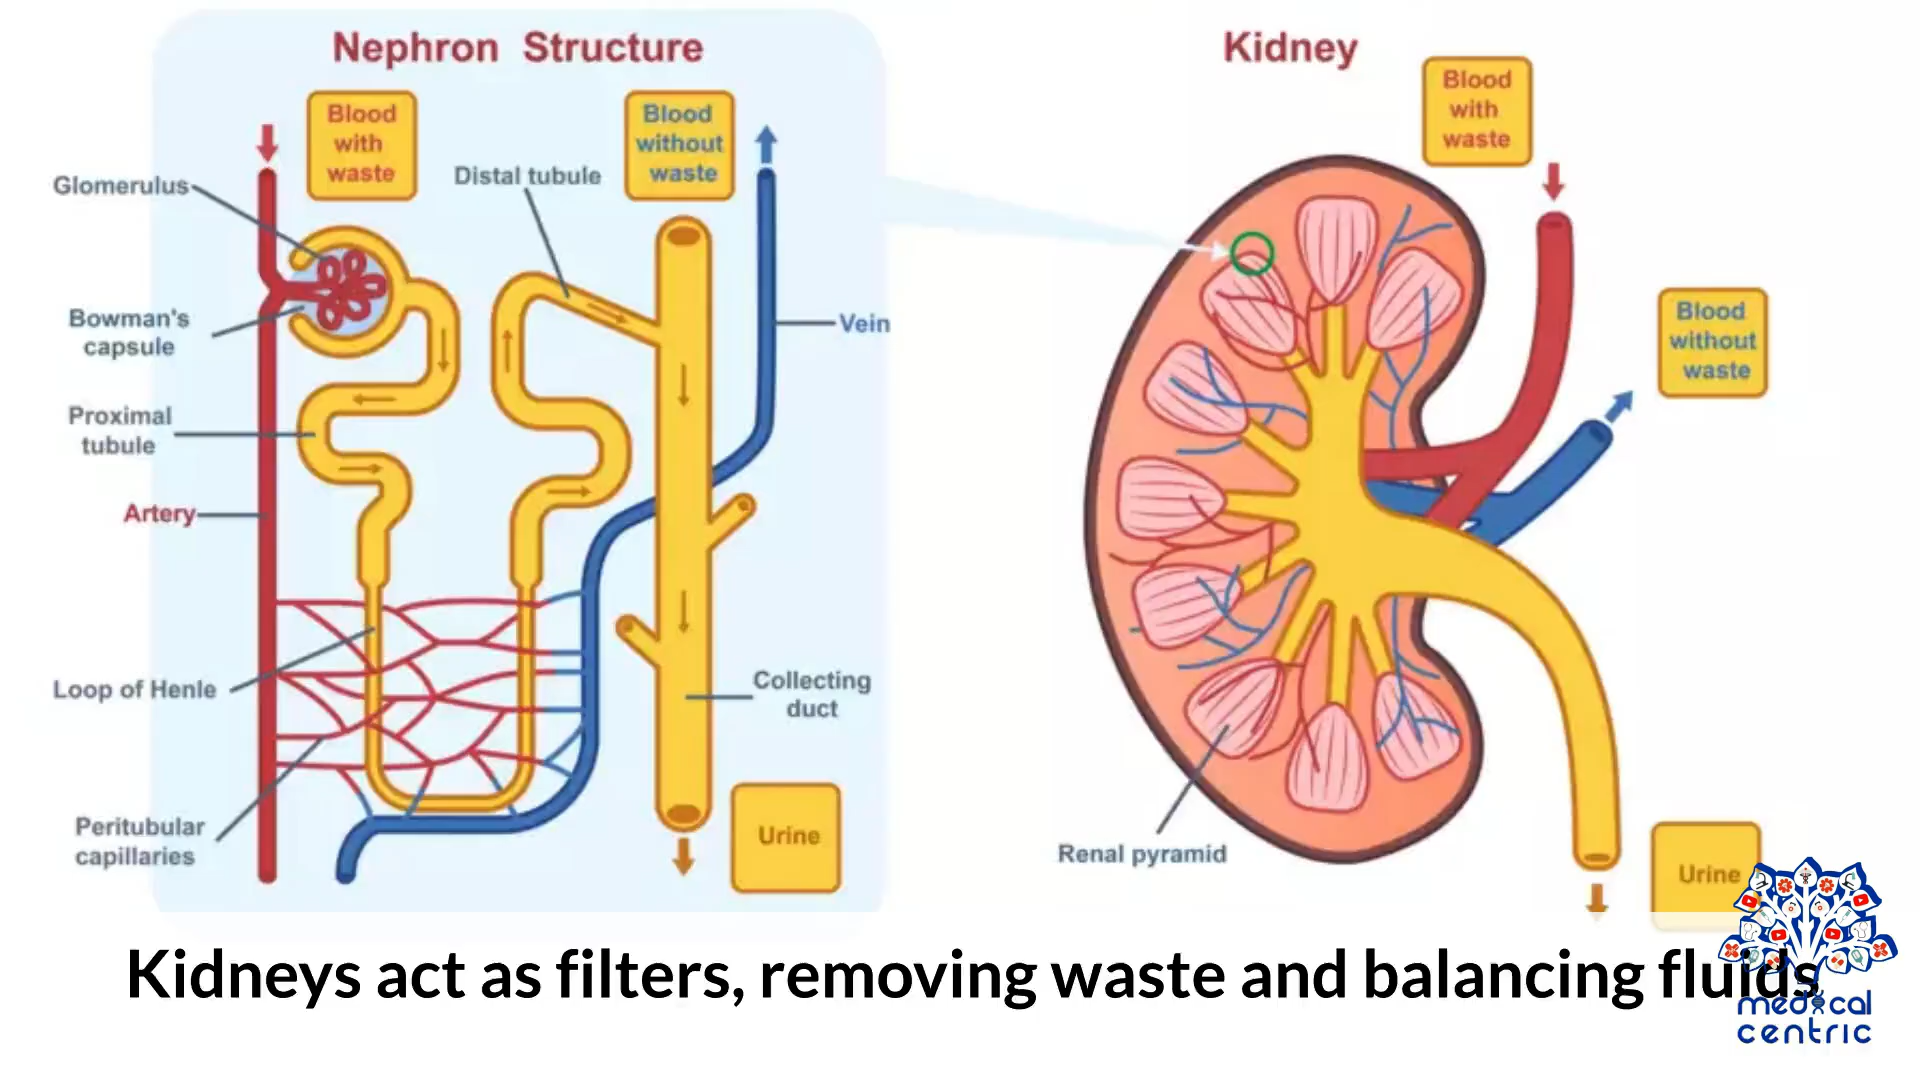 Nephron Structure
Kidney
Blood
with
waste
Blood
without
waste
Blood
with
waste
Distal tubule
Glomerulus
Bowman's
capsule
Vein
Blood
without
waste
Proximal
tubule
Artery
Loop of Henle
Collecting
duct
Peritubular
capillaries
Urine
Renal pyramid
Urine
Kidneys act as filters, removing waste and balancing fluids
medical
centric